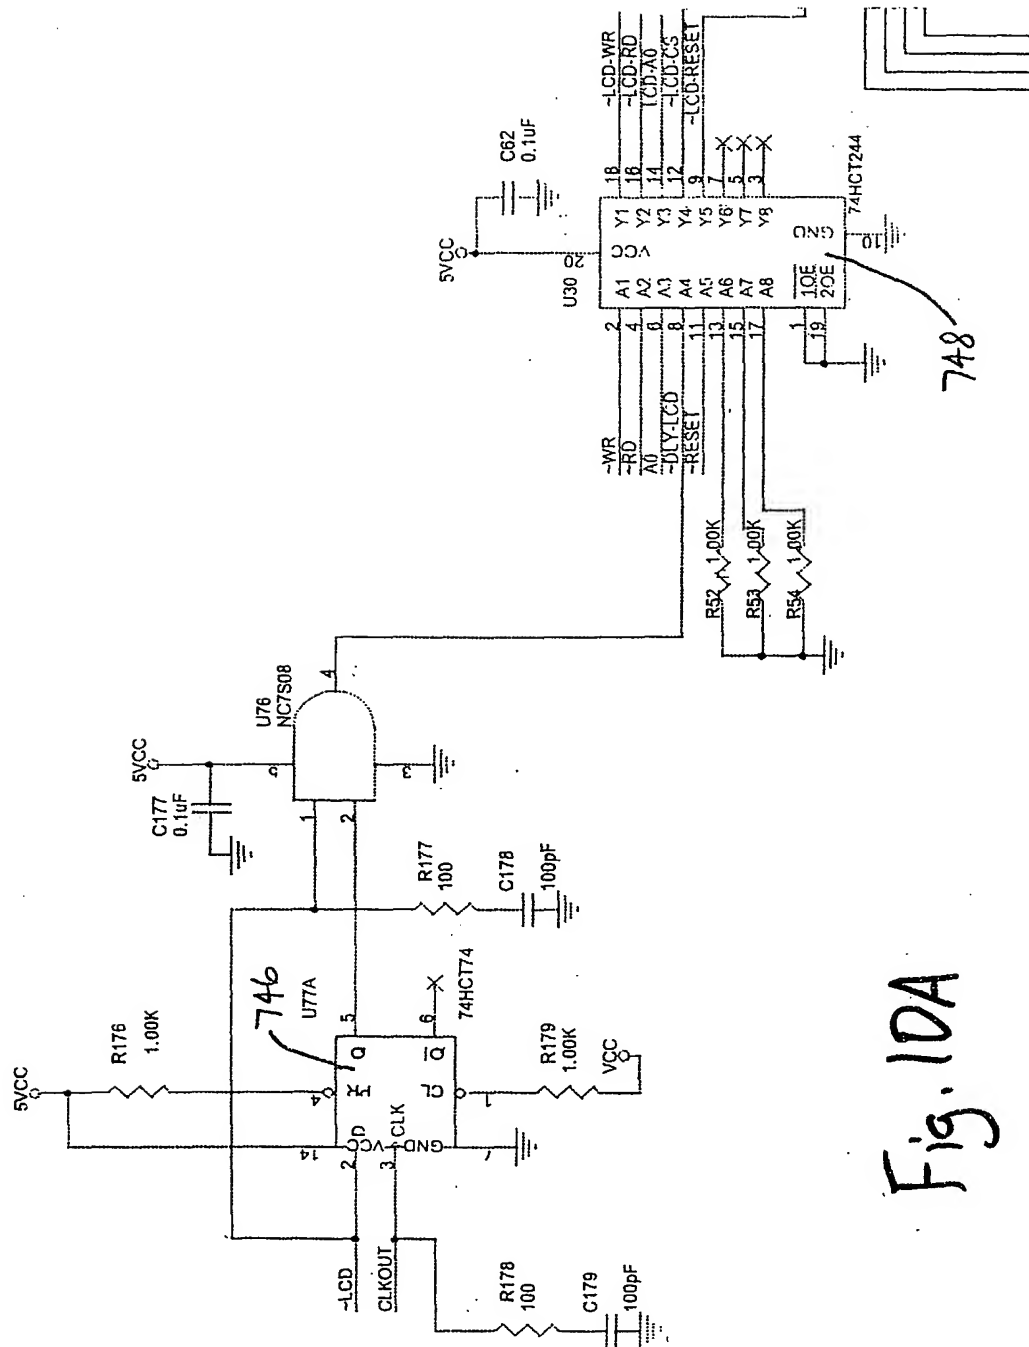 5VCC
R176
1.00K
746
U77A
~LCD
CLKOUT
2
3
14
4
D
VCC
CLK
GND
Q
Q
CL
5
6
1
74HCT74
R179
1.00K
VCC
R178
100
C179
100pF
5VCC
C177
0.1uF
U76
NC7S08
1
2
5
3
4
R177
100
C178
100pF
5VCC
C62
0.1uF
U30
20
VCC
~WR
~RD
A0
~DLY-LCD
~RESET
2
4
6
8
11
13
15
17
1
19
A1
A2
A3
A4
A5
A6
A7
A8
1OE
2OE
Y1
Y2
Y3
Y4
Y5
Y6
Y7
Y8
GND
10
18
16
14
12
9
7
5
3
~LCD-WR
~LCD-RD
LCD-A0
~LCD-CS
~LCD-RESET
74HCT244
748
R52 1.00K
R53 1.00K
R54 1.00K
Fig. 10A